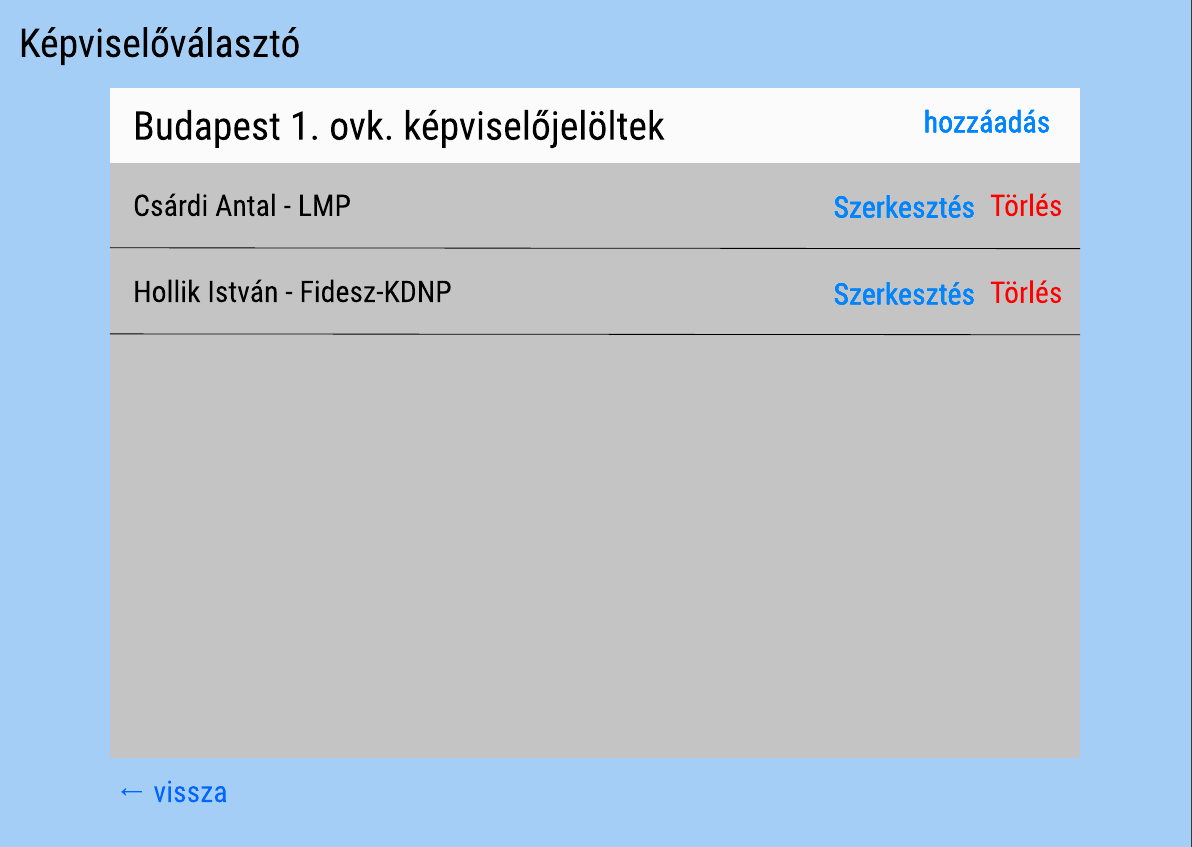 Képviselőválasztó
Budapest 1. ovk. képviselőjelöltek hozzáadás
Csárdi Antal - LMP Szerkesztés Törlés
Hollik István - Fidesz-KDNP Szerkesztés Törlés
← vissza